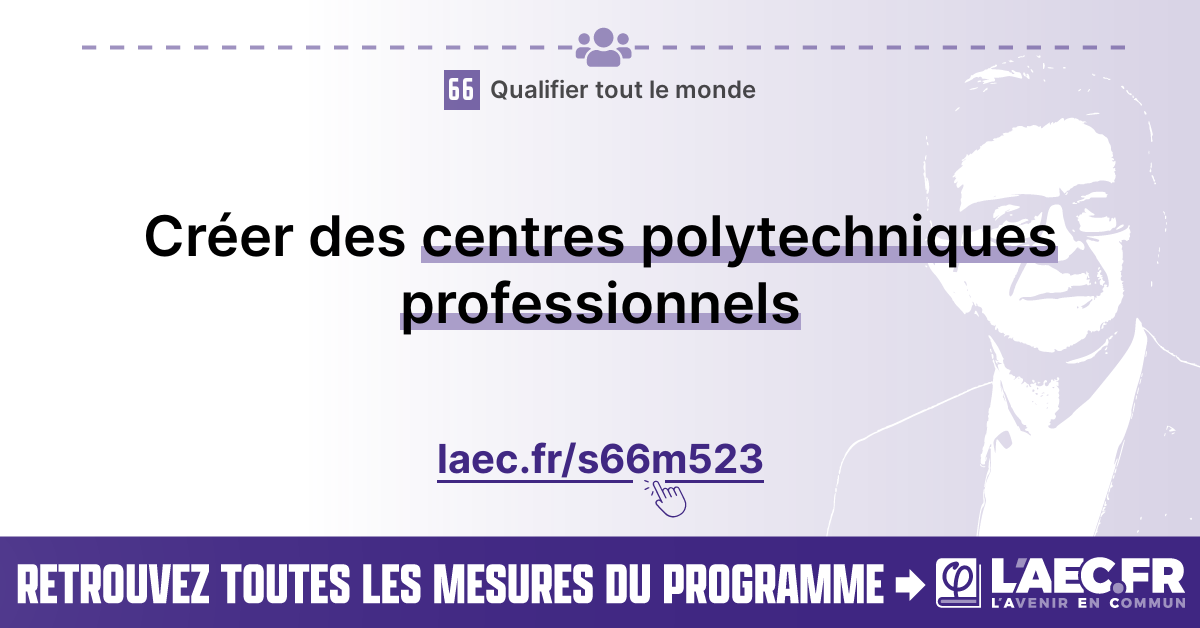 66 Qualifier tout le monde
Créer des centres polytechniques
professionnels
laec.fr/s66m523
RETROUVEZ TOUTES LES MESURES DU PROGRAMME
φ L'AEC.FR
L'AVENIR EN COMMUN